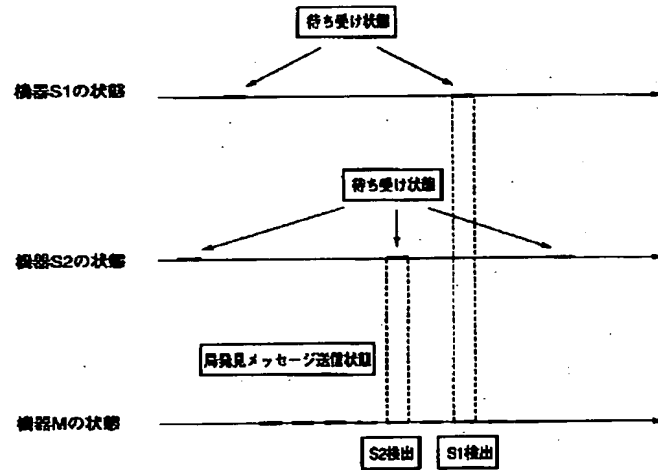 待ち受け状態
機器S1の状態
待ち受け状態
機器S2の状態
局発見メッセージ送信状態
機器Mの状態
S2検出
S1検出